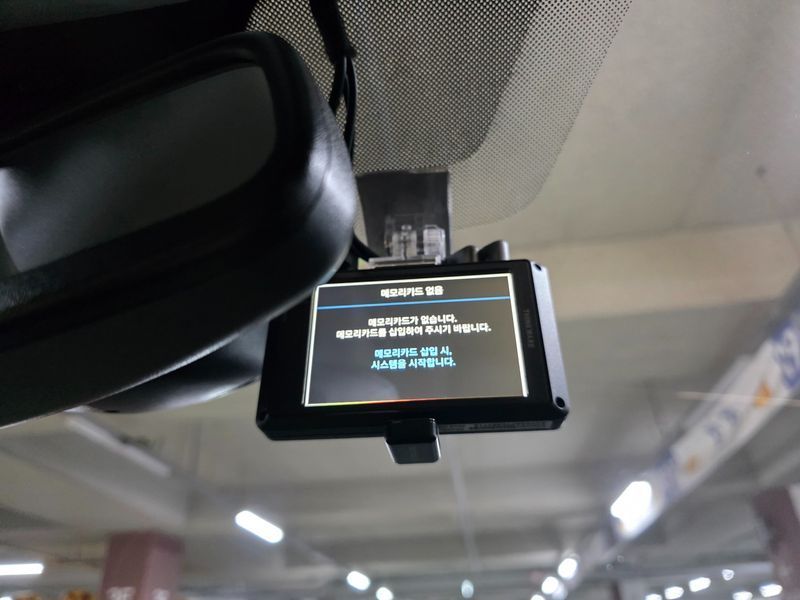 메모리카드 없음
메모리카드가 없습니다.
메모리카드를 삽입하여 주시기 바랍니다.
메모리카드 삽입 시,
시스템을 시작합니다.
THINKWARE